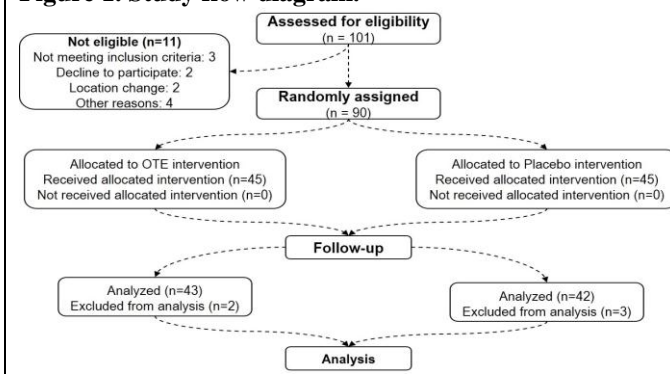 Figure 1. Study flow diagram.
Assessed for eligibility
(n = 101)
Not eligible (n=11)
Not meeting inclusion criteria: 3
Decline to participate: 2
Location change: 2
Other reasons: 4
Randomly assigned
(n = 90)
Allocated to OTE intervention
Received allocated intervention (n=45)
Not received allocated intervention (n=0)
Allocated to Placebo intervention
Received allocated intervention (n=45)
Not received allocated intervention (n=0)
Follow-up
Analyzed (n=43)
Excluded from analysis (n=2)
Analyzed (n=42)
Excluded from analysis (n=3)
Analysis